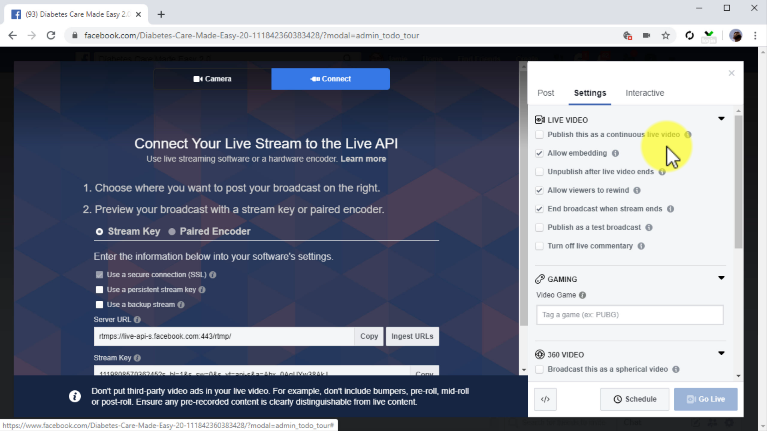 (93) Diabetes Care Made Easy 2.0
facebook.com/Diabetes-Care-Made-Easy-20-111842360383428/?modal=admin_todo_tour
Camera
Connect
Connect Your Live Stream to the Live API
Use live streaming software or a hardware encoder. Learn more
1. Choose where you want to post your broadcast on the right.
2. Preview your broadcast with a stream key or paired encoder.
Stream Key
Paired Encoder
Enter the information below into your software's settings.
Use a secure connection (SSL)
Use a persistent stream key
Use a backup stream
Server URL
rtmps://live-api-s.facebook.com:443/rtmp/
Copy
Ingest URLs
Stream Key
Copy
Don't put third-party video ads in your live video. For example, don't include bumpers, pre-roll, mid-roll
or post-roll. Ensure any pre-recorded content is clearly distinguishable from live content.
Post
Settings
Interactive
LIVE VIDEO
Publish this as a continuous live video
Allow embedding
Unpublish after live video ends
Allow viewers to rewind
End broadcast when stream ends
Publish as a test broadcast
Turn off live commentary
GAMING
Video Game
Tag a game (ex: PUBG)
360 VIDEO
Broadcast this as a spherical video
</> Schedule
Go Live
https://www.facebook.com/Diabetes-Care-Made-Easy-20-111842360383428/?modal=admin_todo_tour#